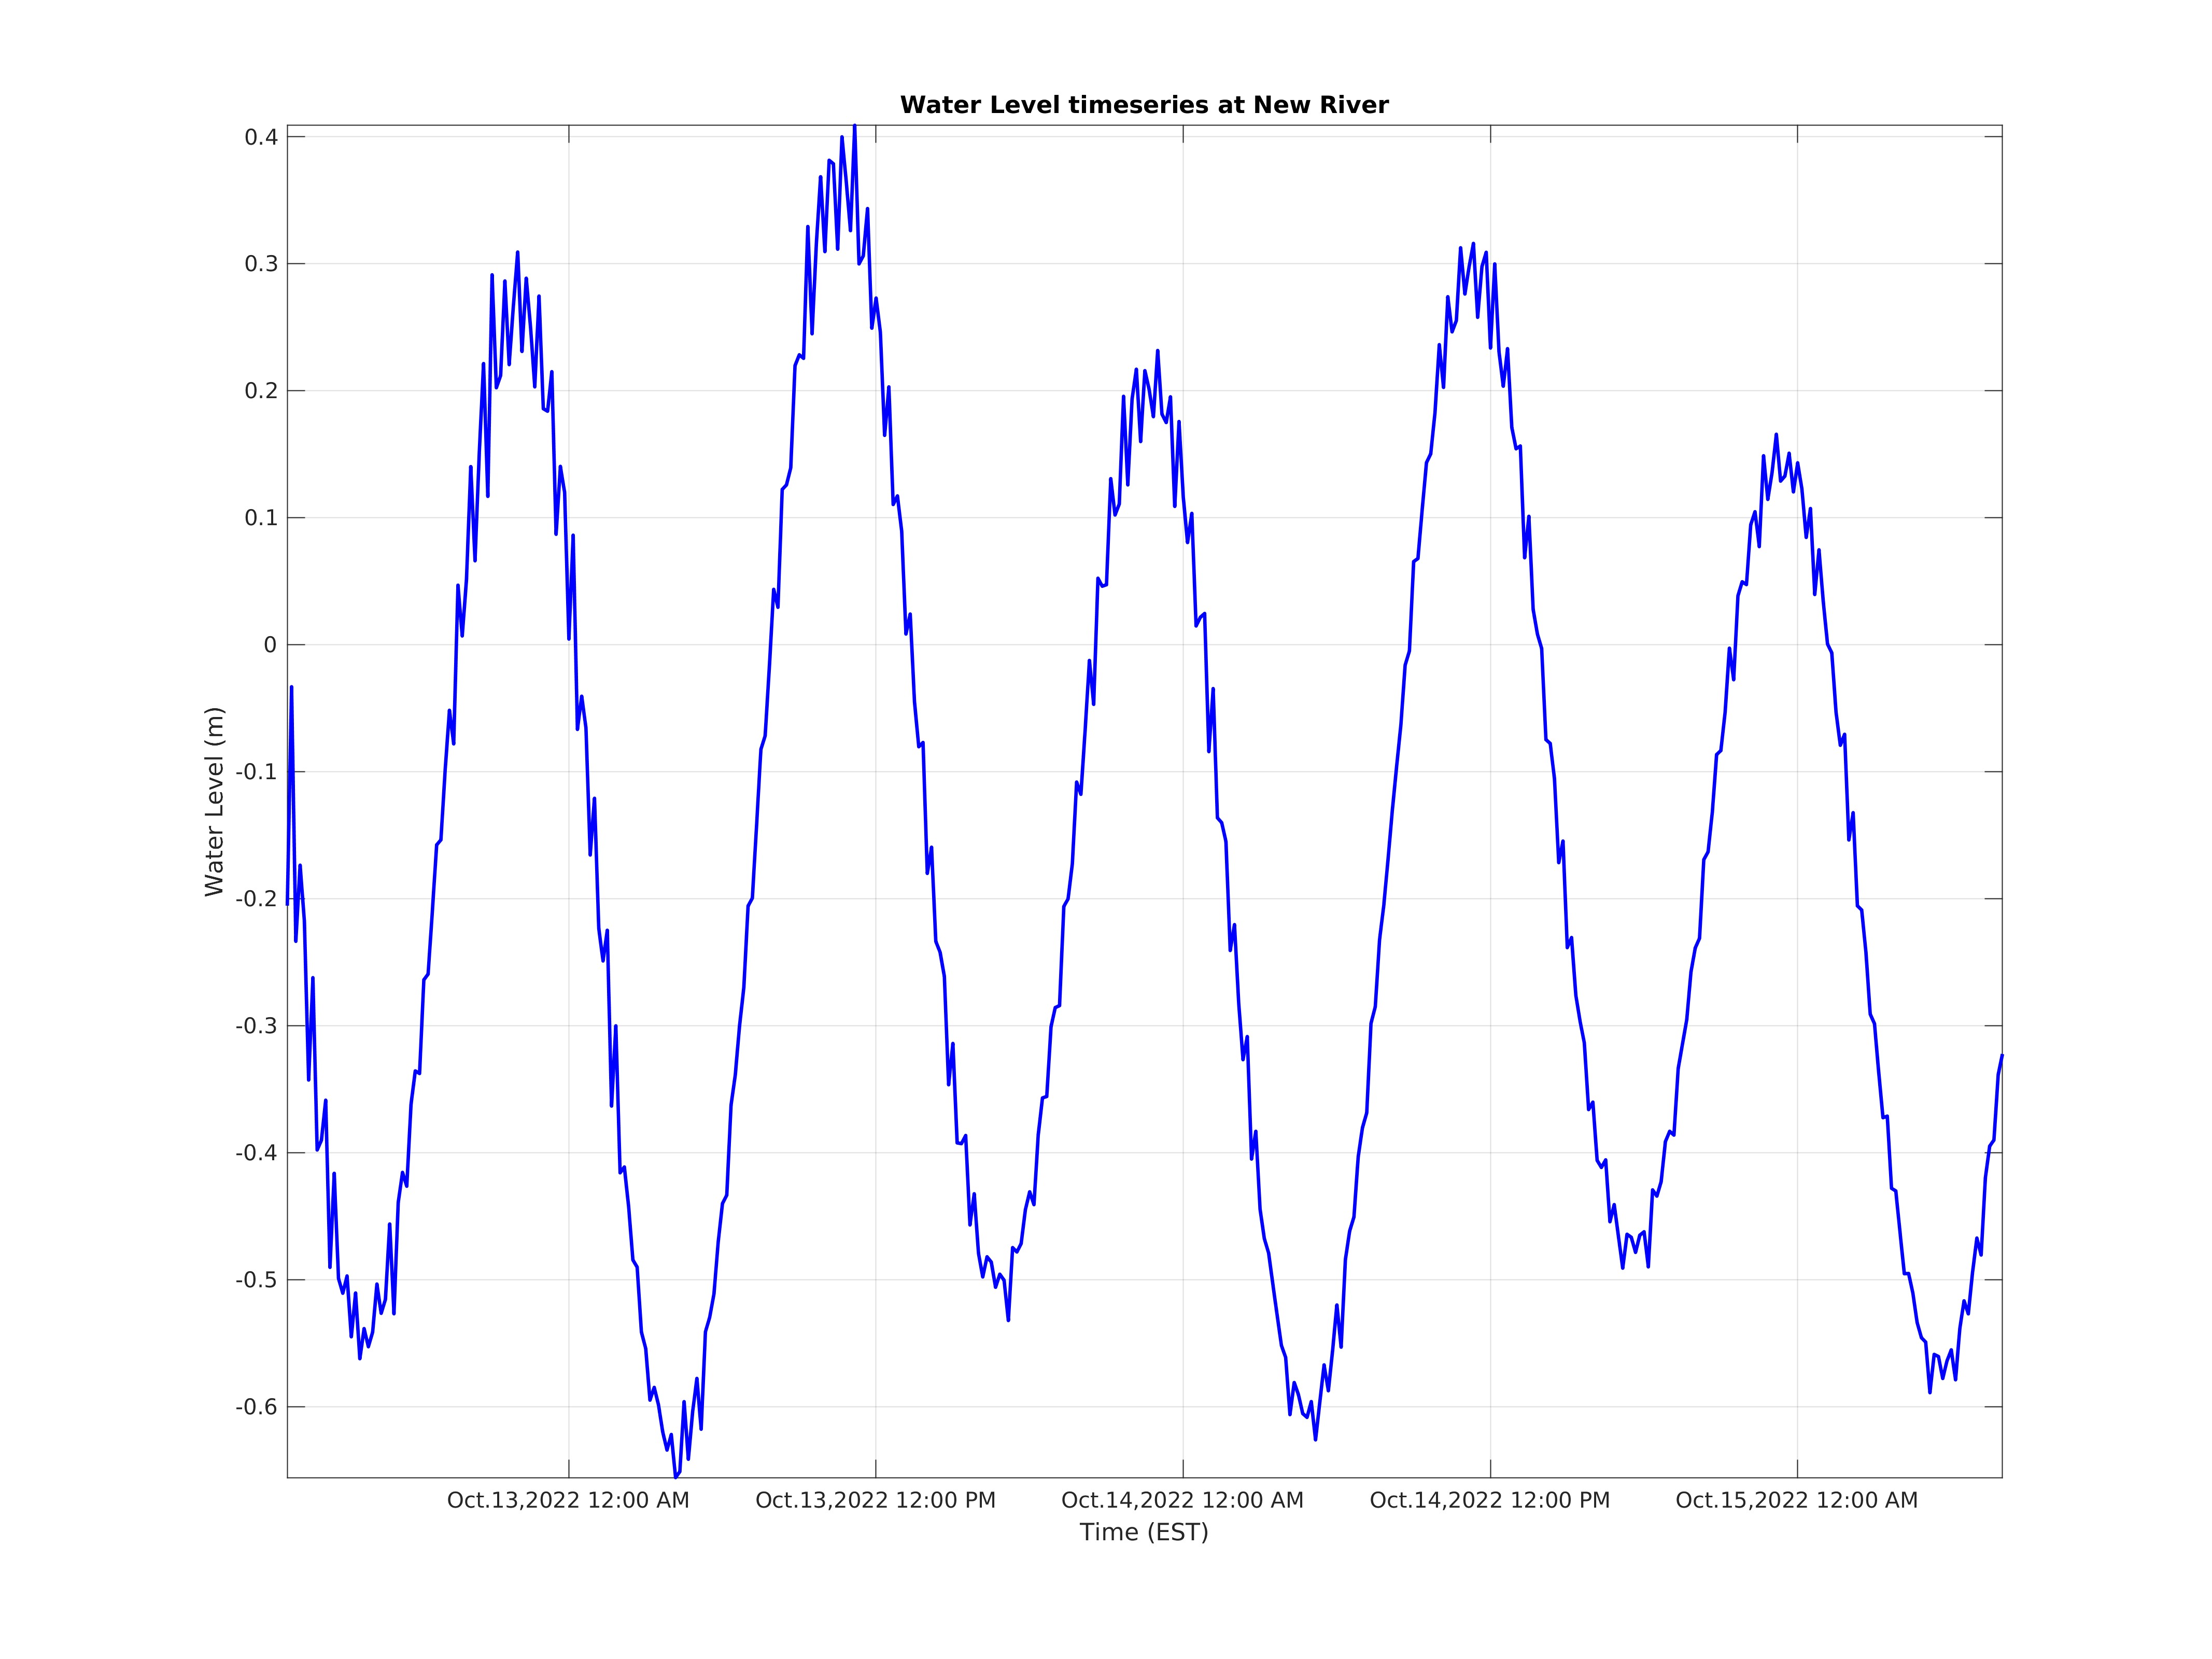 Water Level timeseries at New River
Water Level (m)
0.4
0.3
0.2
0.1
0
-0.1
-0.2
-0.3
-0.4
-0.5
-0.6
Oct.13,2022 12:00 AM
Oct.13,2022 12:00 PM
Oct.14,2022 12:00 AM
Oct.14,2022 12:00 PM
Oct.15,2022 12:00 AM
Time (EST)